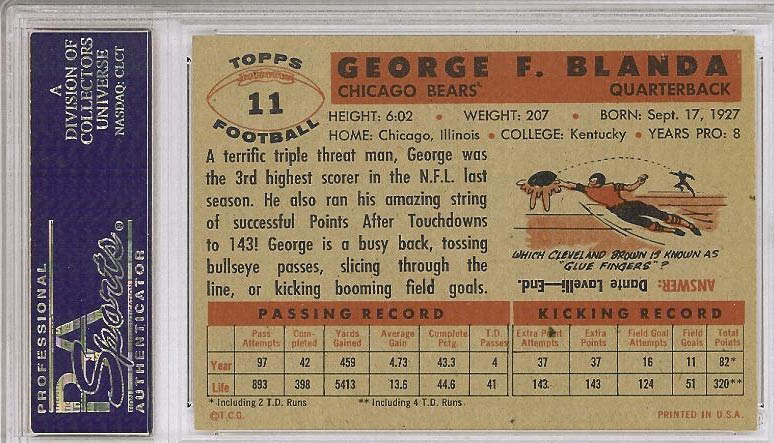 A
DIVISION OF
COLLECTORS
UNIVERSE
NASDAQ: CLCT
PROFESSIONAL
PSA
Sports®
AUTHENTICATOR
TOPPS
11
FOOTBALL
GEORGE F. BLANDA
CHICAGO BEARS QUARTERBACK
HEIGHT: 6:02 • WEIGHT: 207 • BORN: Sept. 17, 1927
HOME: Chicago, Illinois • COLLEGE: Kentucky • YEARS PRO: 8
A terrific triple threat man, George was
the 3rd highest scorer in the N.F.L. last
season. He also ran his amazing string
of successful Points After Touchdowns
to 143! George is a busy back, tossing
bullseye passes, slicing through the
line, or kicking booming field goals.
WHICH CLEVELAND BROWN IS KNOWN AS
"GLUE FINGERS"?
ANSWER: Dante Lavelli—End.
PASSING RECORD KICKING RECORD
Pass Com- Yards Average Complete T.D. Extra Point Extra Field Goal Field Total
Attempts pleted Gained Gain Pctg. Passes Attempts Points Attempts Goals Points
Year 97 42 459 4.73 43.3 4 37 37 16 11 82*
Life 893 398 5413 13.6 44.6 41 143 143 124 51 320**
* Including 2 T.D. Runs **Including 4 T.D. Runs.
©T.C.G. PRINTED IN U.S.A.